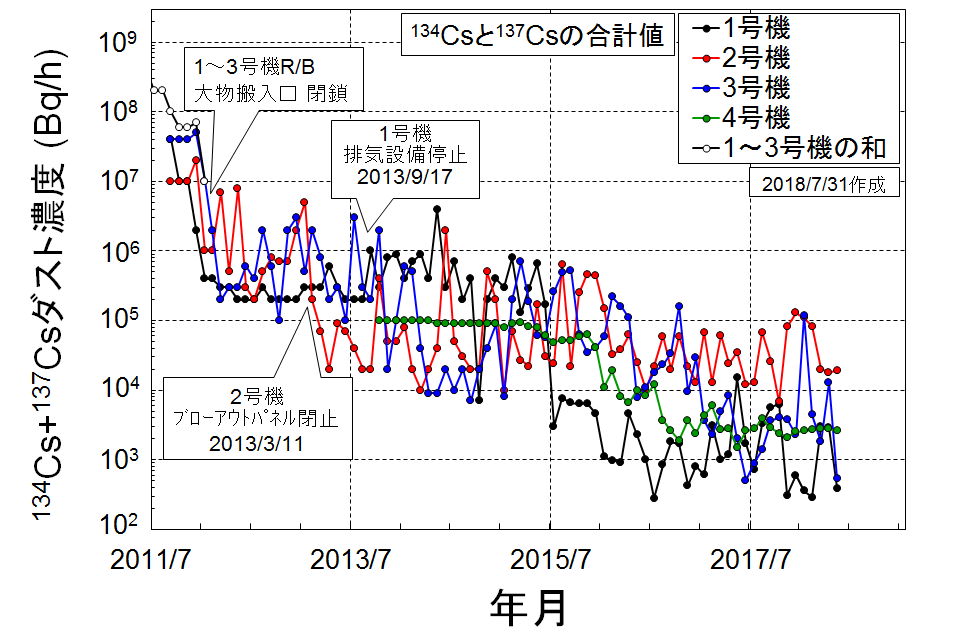 ¹³⁴Csと¹³⁷Csの合計値
1号機
2号機
3号機
4号機
1～3号機の和
2018/7/31作成
1～3号機R/B
大物搬入口 閉鎖
1号機
排気設備停止
2013/9/17
2号機
ブローアウトパネル閉止
2013/3/11
¹³⁴Cs+¹³⁷Csダスト濃度 (Bq/h)
10⁹
10⁸
10⁷
10⁶
10⁵
10⁴
10³
10²
2011/7
2013/7
2015/7
2017/7
年月